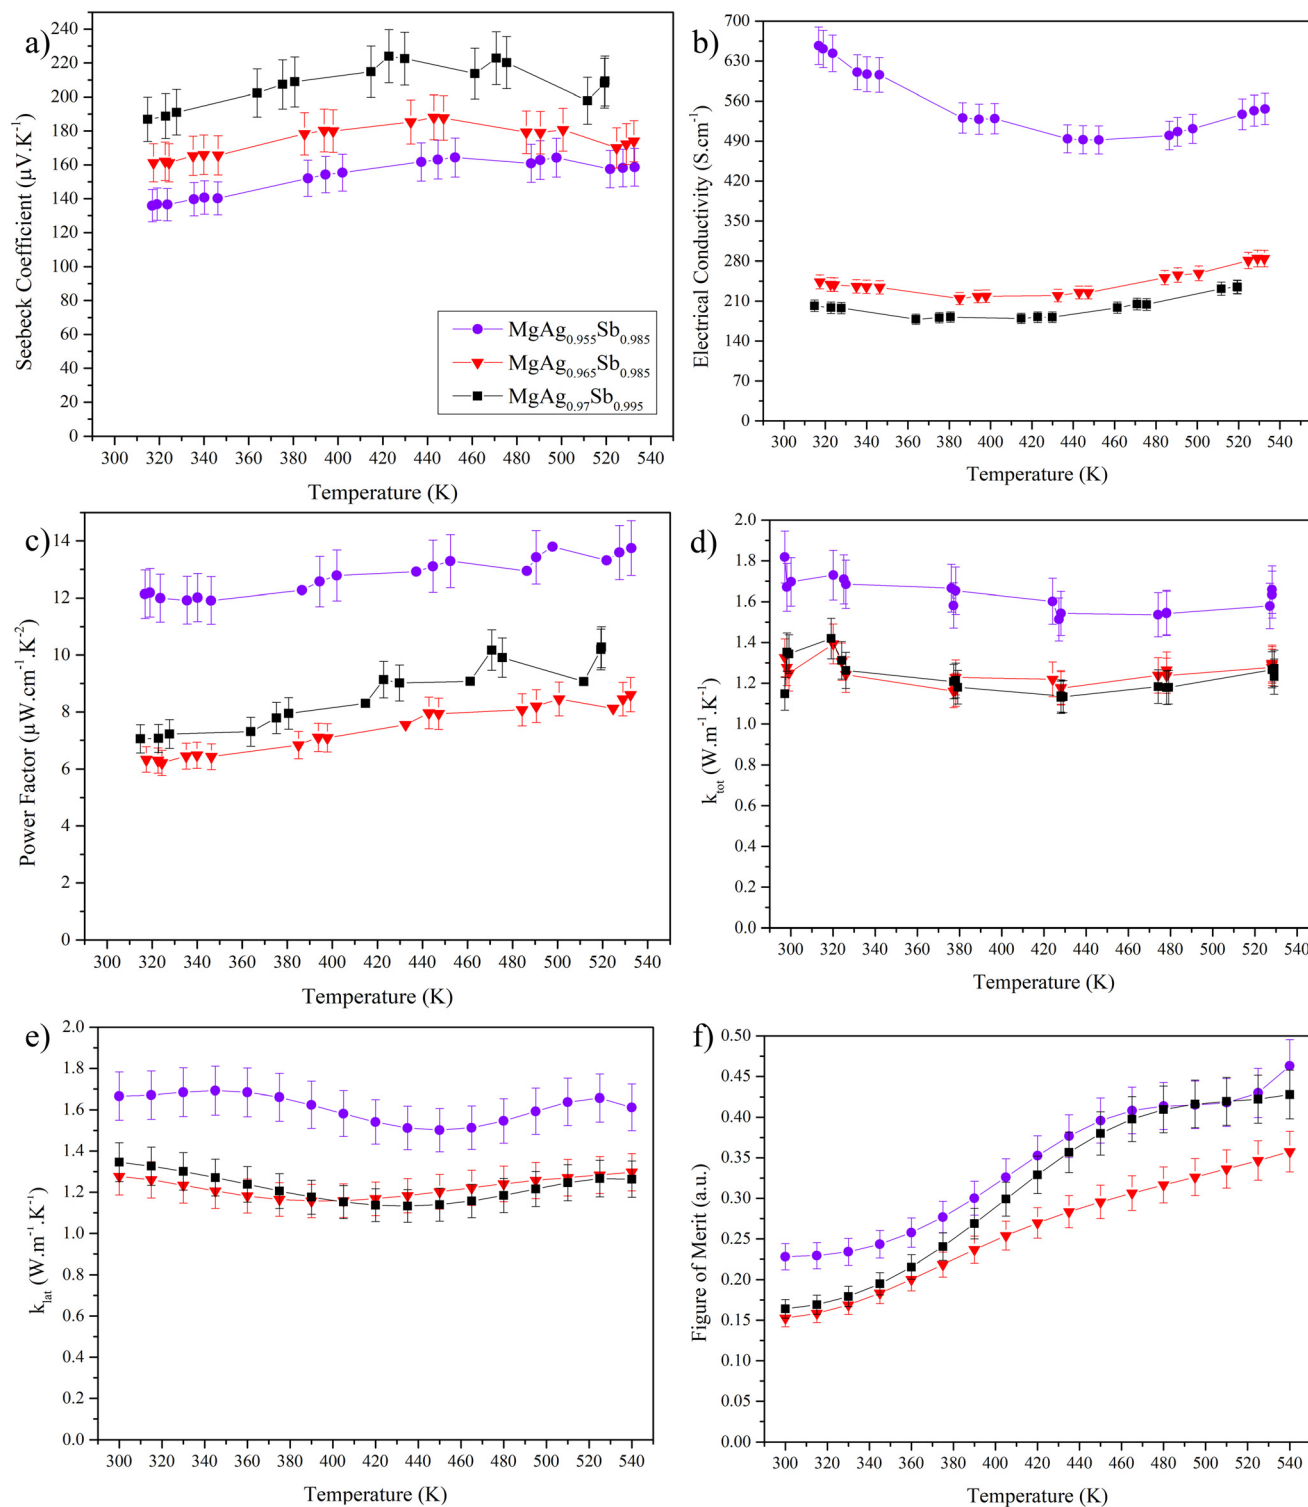 a)
Seebeck Coefficient (µV.K⁻¹)
240
220
200
180
160
140
120
100
80
60
40
20
0
MgAg₀.₉₅₅Sb₀.₉₈₅
MgAg₀.₉₆₅Sb₀.₉₈₅
MgAg₀.₉₇Sb₀.₉₉₅
300 320 340 360 380 400 420 440 460 480 500 520 540
Temperature (K)
b)
Electrical Conductivity (S.cm⁻¹)
700
630
560
490
420
350
280
210
140
70
0
300 320 340 360 380 400 420 440 460 480 500 520 540
Temperature (K)
c)
Power Factor (µW.cm⁻¹.K⁻²)
14
12
10
8
6
4
2
0
300 320 340 360 380 400 420 440 460 480 500 520 540
Temperature (K)
d)
k_tot (W.m⁻¹.K⁻¹)
2.0
1.8
1.6
1.4
1.2
1.0
0.8
0.6
0.4
0.2
0.0
300 320 340 360 380 400 420 440 460 480 500 520 540
Temperature (K)
e)
k_lat (W.m⁻¹.K⁻¹)
2.0
1.8
1.6
1.4
1.2
1.0
0.8
0.6
0.4
0.2
0.0
300 320 340 360 380 400 420 440 460 480 500 520 540
Temperature (K)
f)
Figure of Merit (a.u.)
0.50
0.45
0.40
0.35
0.30
0.25
0.20
0.15
0.10
0.05
0.00
300 320 340 360 380 400 420 440 460 480 500 520 540
Temperature (K)